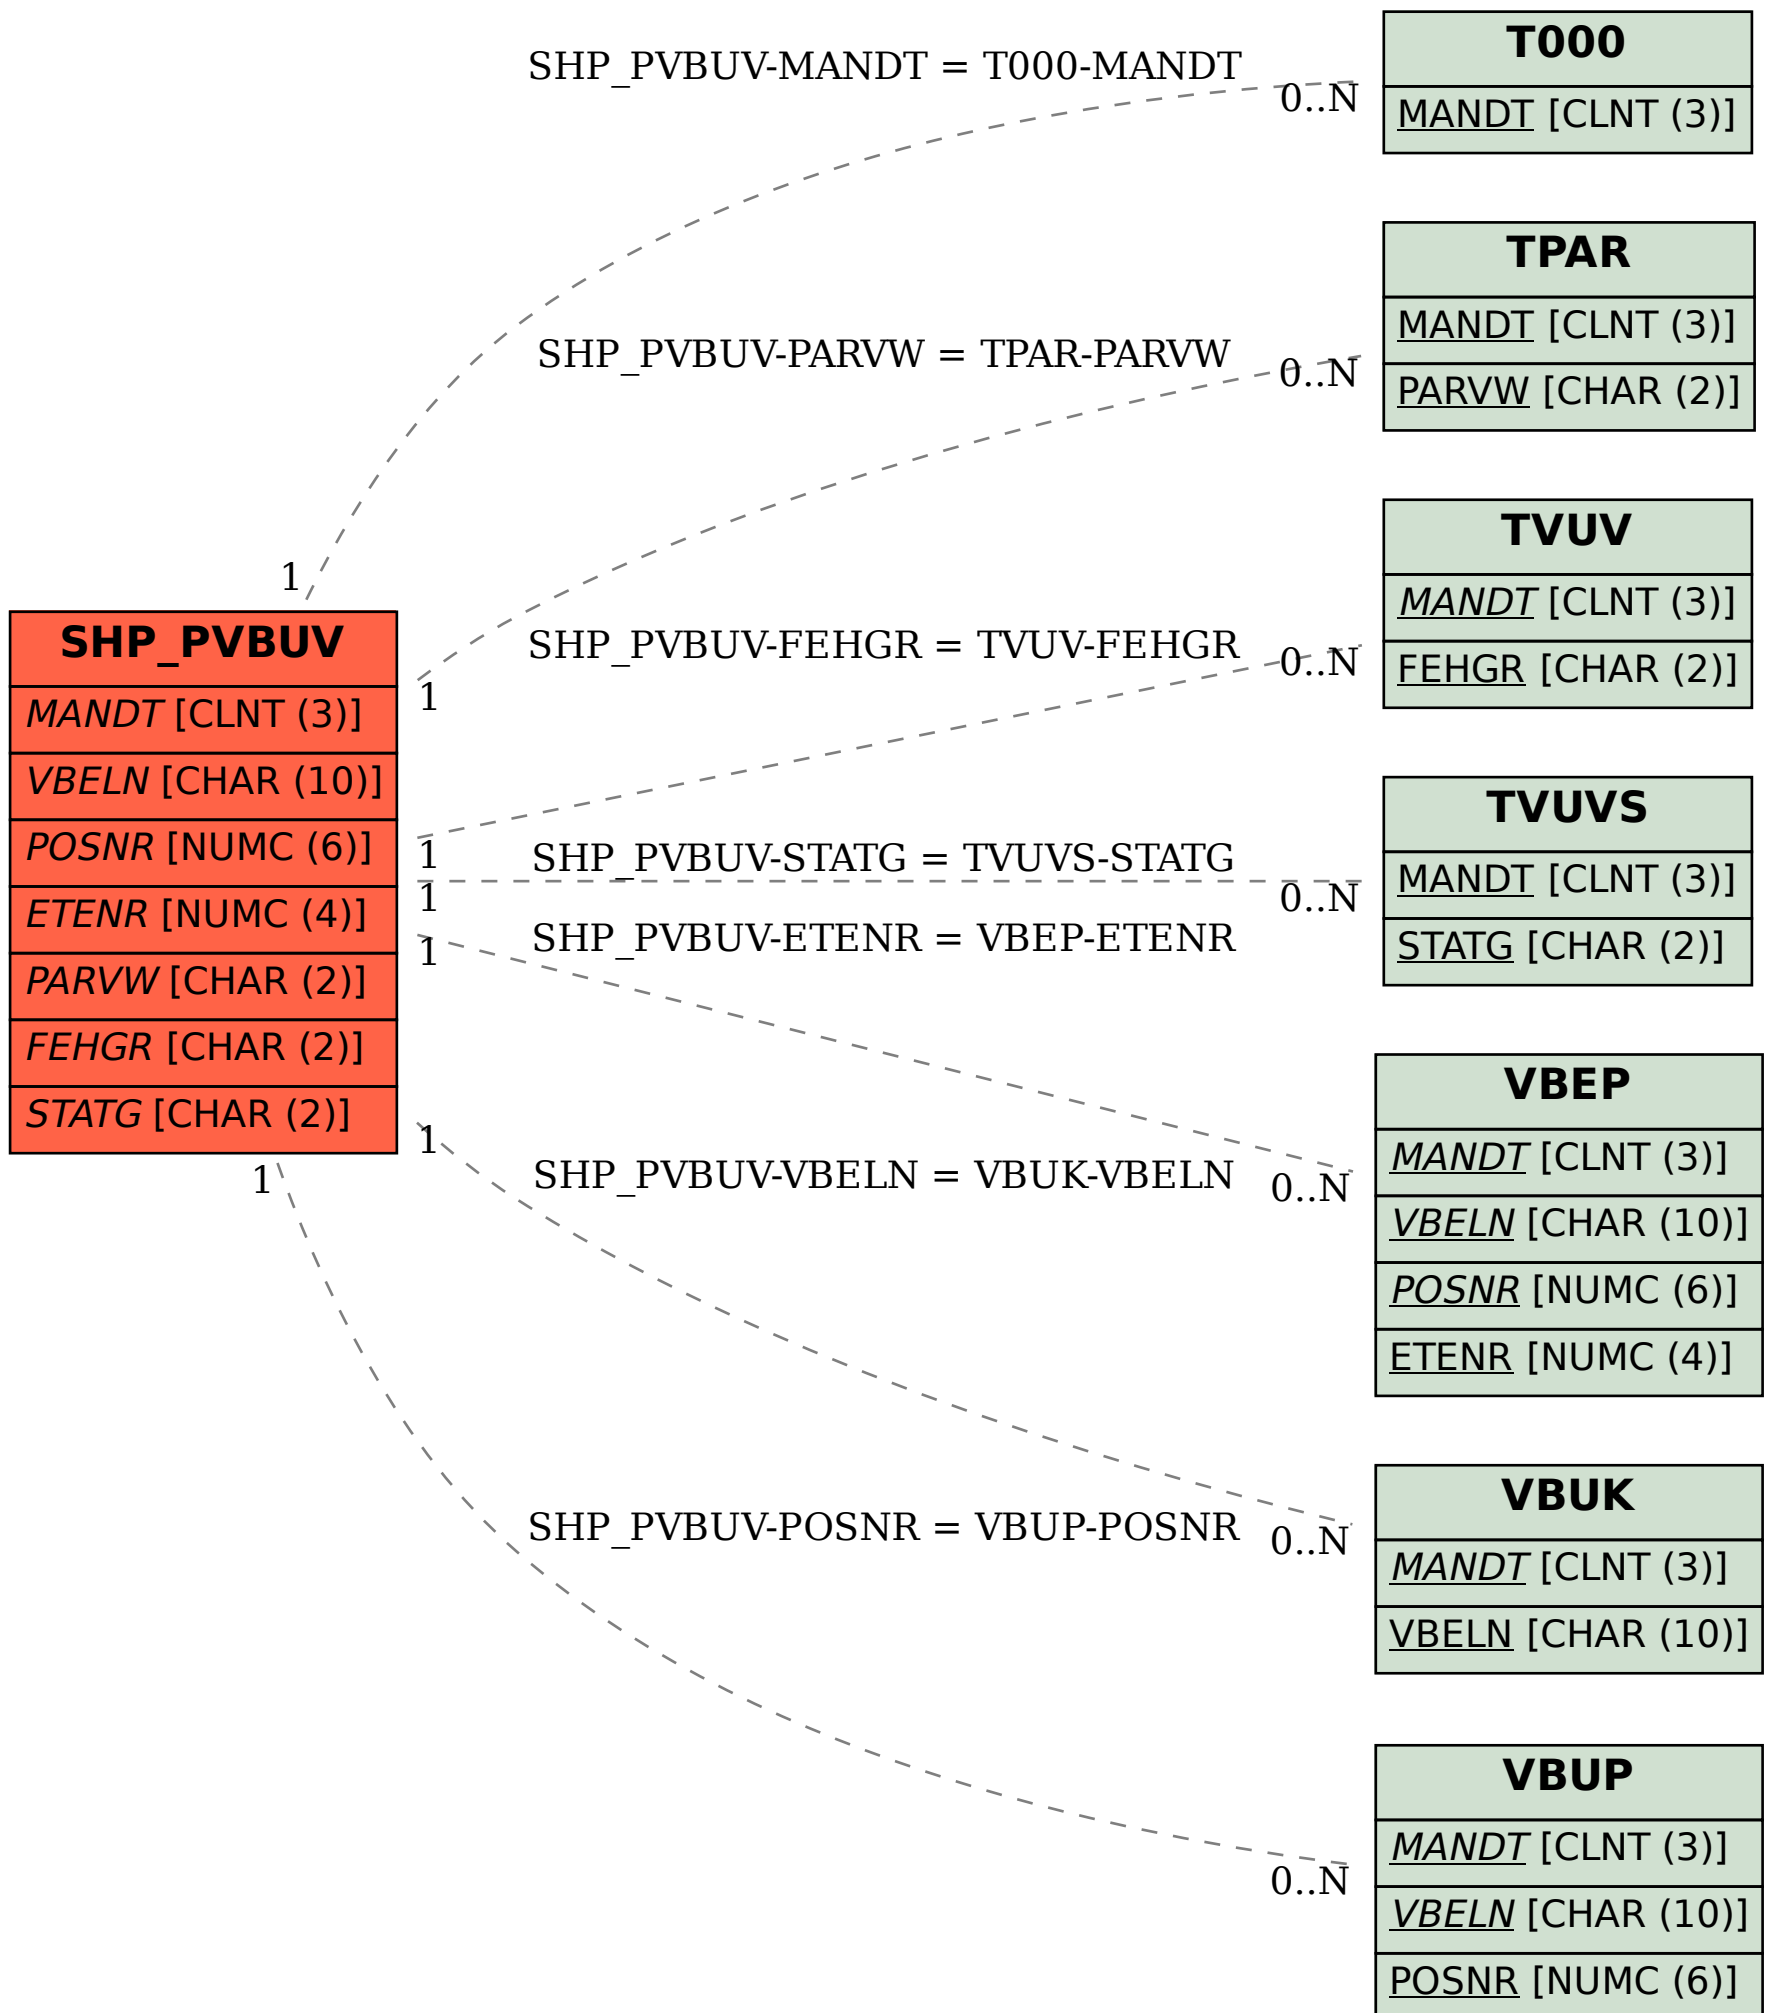 SHP_PVBUV
MANDT [CLNT (3)]
VBELN [CHAR (10)]
POSNR [NUMC (6)]
ETENR [NUMC (4)]
PARVW [CHAR (2)]
FEHGR [CHAR (2)]
STATG [CHAR (2)]
SHP_PVBUV-MANDT = T000-MANDT
1
0..N
SHP_PVBUV-PARVW = TPAR-PARVW
1
0..N
SHP_PVBUV-FEHGR = TVUV-FEHGR
1
0..N
SHP_PVBUV-STATG = TVUVS-STATG
1
0..N
SHP_PVBUV-ETENR = VBEP-ETENR
1
0..N
SHP_PVBUV-VBELN = VBUK-VBELN
1
0..N
SHP_PVBUV-POSNR = VBUP-POSNR
1
0..N
T000
MANDT [CLNT (3)]
TPAR
MANDT [CLNT (3)]
PARVW [CHAR (2)]
TVUV
MANDT [CLNT (3)]
FEHGR [CHAR (2)]
TVUVS
MANDT [CLNT (3)]
STATG [CHAR (2)]
VBEP
MANDT [CLNT (3)]
VBELN [CHAR (10)]
POSNR [NUMC (6)]
ETENR [NUMC (4)]
VBUK
MANDT [CLNT (3)]
VBELN [CHAR (10)]
VBUP
MANDT [CLNT (3)]
VBELN [CHAR (10)]
POSNR [NUMC (6)]